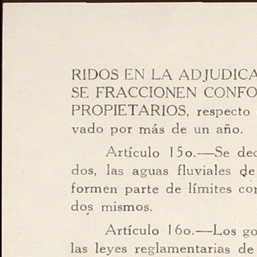 RIDOS EN LA ADJUDICA
SE FRACCIONEN CONFO
PROPIETARIOS, respecto
vado por más de un año.
Artículo 15o.—Se dec
dos, las aguas fluviales de
formen parte de límites co
dos mismos.
Artículo 16o.—Los go
las leyes reglamentarias de